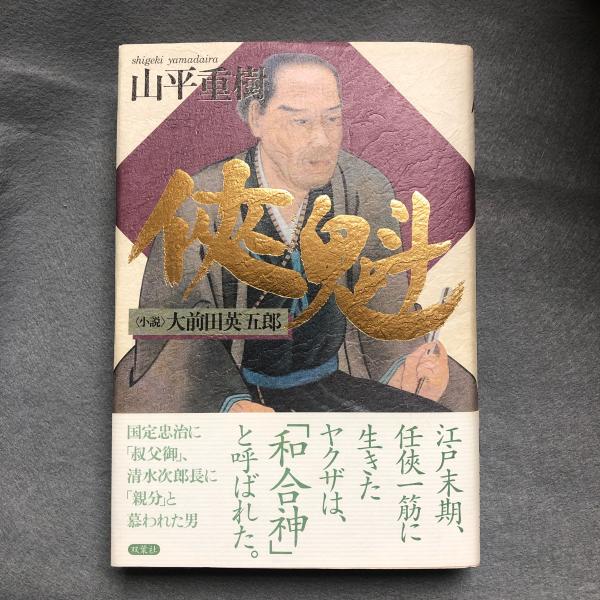 shigeki yamadaira
山平重樹
侠魁
〈小説〉大前田英五郎
江戸末期、
任侠一筋に
生きた
ヤクザは、
「和合神」
と呼ばれた。
国定忠治に
「叔父御」、
清水次郎長に
「親分」と
慕われた男
双葉社